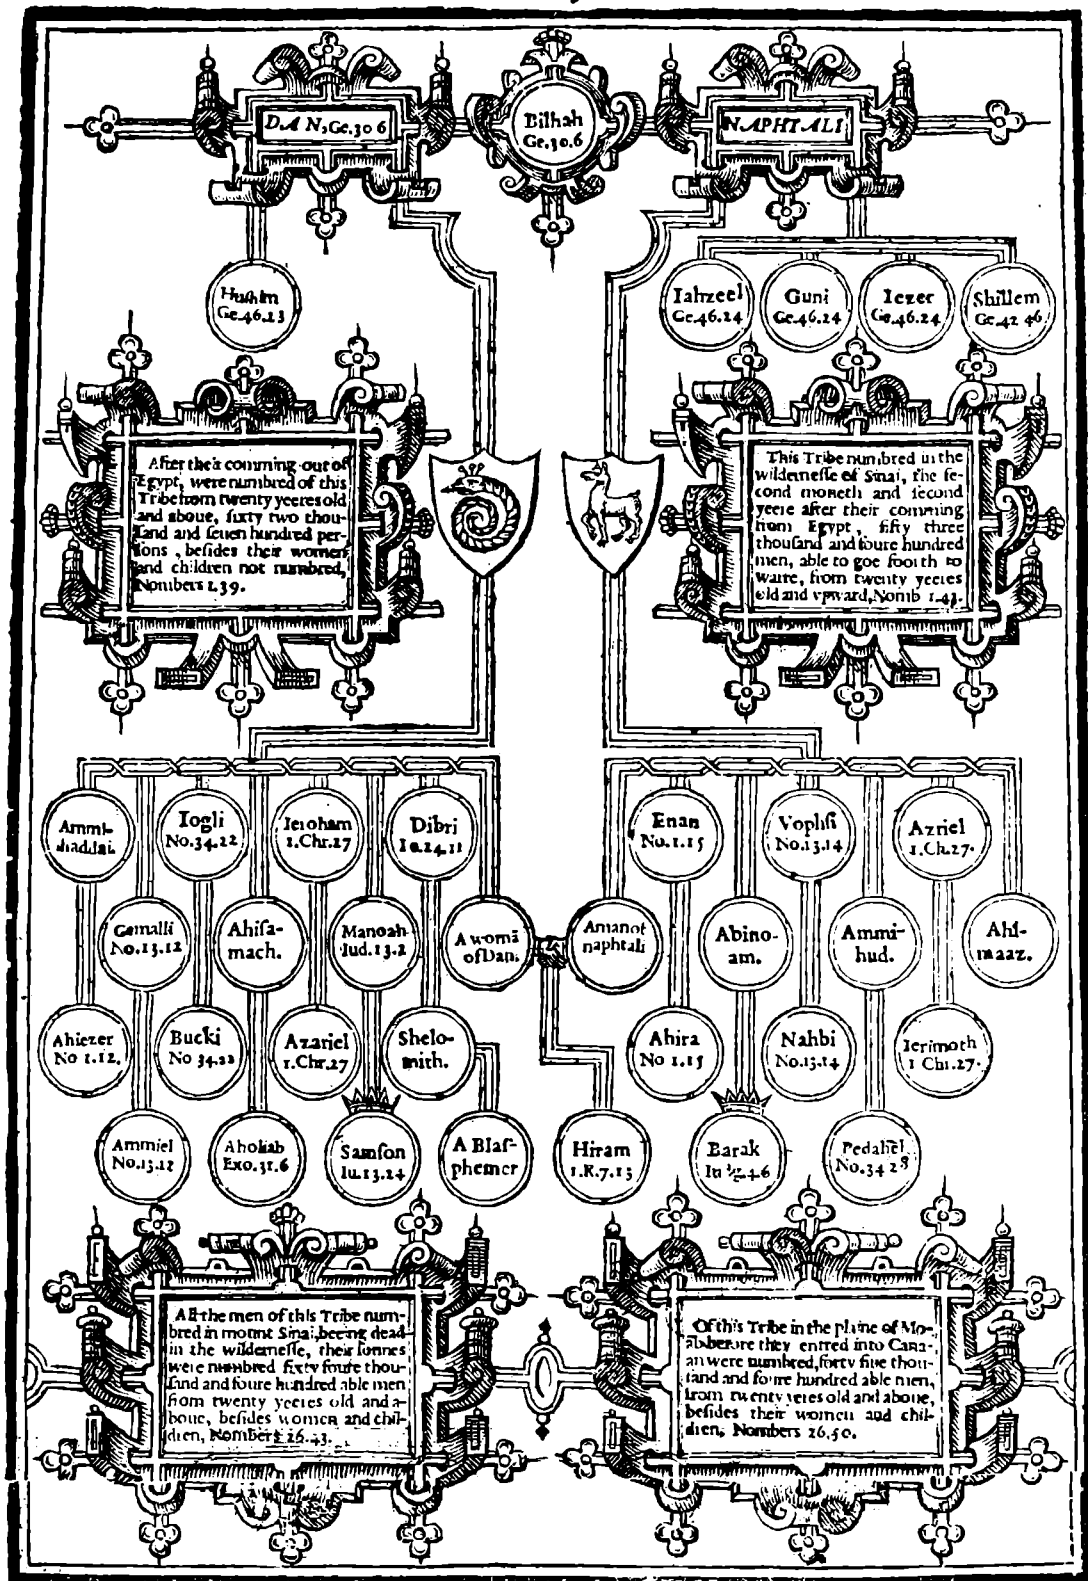 DAN, Ge.30 6
Bilhah
Ge.30.6
NAPHTALI
Hushim
Ge.46.23
Iahzeel
Ge.46.24
Guni
Ge.46.24
Iezer
Ge.46.24
Shillem
Ge.42 46
After their comming out of
Egypt, were numbred of this
Tribe from twenty yeeres old
and aboue, sixty two thou-
sand and seuen hundred per-
sons, besides their women
and children not numbred,
Nombers 1.39.
This Tribe numbred in the
wildernesse of Sinai, the se-
cond moneth and second
yeere after their comming
from Egypt, fifty three
thousand and foure hundred
men, able to goe foorth to
warre, from twenty yeeres
old and vpward, Nomb 1.43.
Ammi-
shaddai.
Iogli
No.34.22
Ieroham
1.Chr.27
Dibri
24.11
Enan
No.1.15
Vophsi
No.13.14
Azriel
1.Ch.27.
Gemalli
No.13.12
Ahisa-
mach.
Manoah
Iud.13.2
A womã
of Dan.
Aman of
naphtali
Abino-
am.
Ammi-
hud.
Ahi-
maaz.
Ahiezer
No 1.12.
Bucki
No 34.22
Azariel
1.Chr.27
Shelo-
mith.
Ahira
No 1.15
Nahbi
No.13.14
Ierimoth
1 Chr.27.
Ammiel
No.13.12
Aholiab
Exo.31.6
Samson
Iu.13.24
A Blas-
phemer
Hiram
1.K.7.13
Barak
Iudg.4.6
Pedahel
No.34 28
All the men of this Tribe num-
bred in mount Sinai, beeing dead
in the wildernesse, their sonnes
were numbred sixty foure thou-
sand and foure hundred able men
from twenty yeeres old and a-
boue, besides women and chil-
dren, Nombers 26.43.
Of this Tribe in the plaine of Mo-
ab before they entred into Cana-
an were numbred, forty fiue thou-
sand and foure hundred able men,
from twenty yeres old and aboue,
besides their women and chil-
dren, Nombers 26.50.